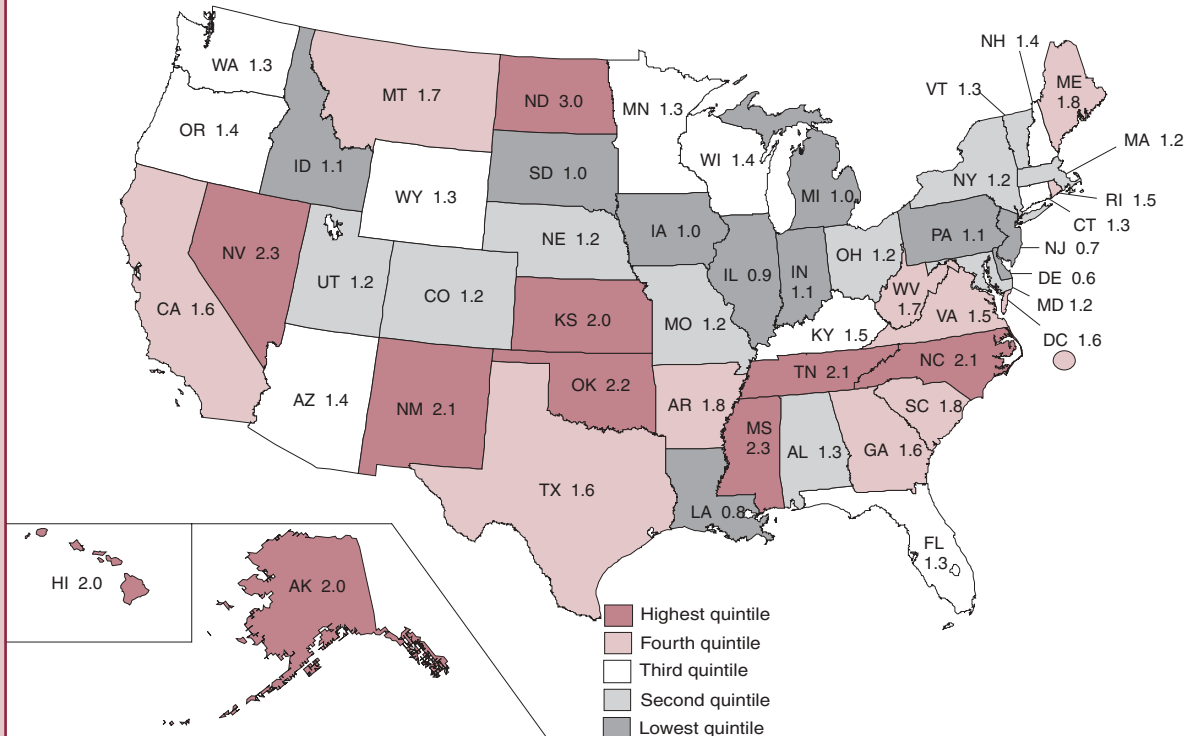 NH 1.4
WA 1.3
VT 1.3
ME
1.8
MT 1.7
ND 3.0
MN 1.3
OR 1.4
MA 1.2
ID 1.1
SD 1.0
WI 1.4
NY 1.2
RI 1.5
WY 1.3
MI 1.0
CT 1.3
IA 1.0
PA 1.1
NJ 0.7
NE 1.2
NV 2.3
OH 1.2
DE 0.6
IL 0.9
IN
1.1
UT 1.2
CO 1.2
WV
1.7
MD 1.2
CA 1.6
KS 2.0
MO 1.2
VA 1.5
KY 1.5
DC 1.6
NC 2.1
TN 2.1
OK 2.2
AZ 1.4
NM 2.1
AR 1.8
SC 1.8
MS
2.3
AL 1.3
GA 1.6
TX 1.6
LA 0.8
FL
1.3
HI 2.0
AK 2.0
Highest quintile
Fourth quintile
Third quintile
Second quintile
Lowest quintile